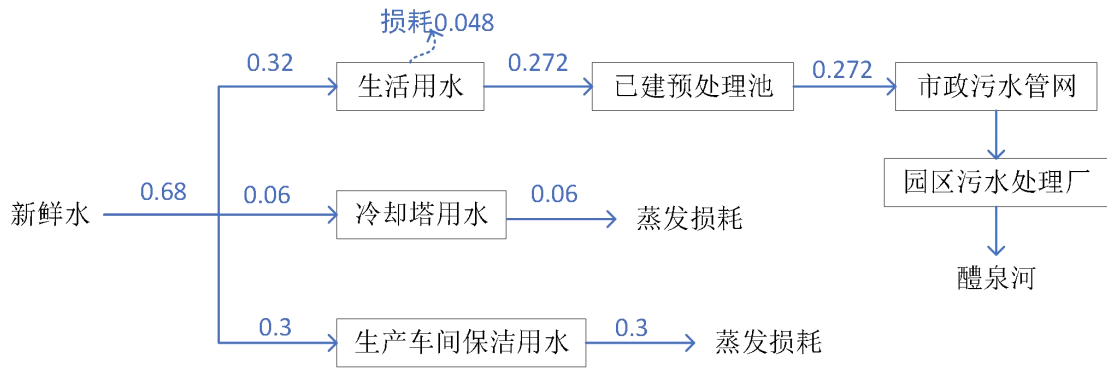 损耗0.048
0.32
生活用水
0.272
已建预处理池
0.272
市政污水管网
园区污水处理厂
醴泉河
新鲜水
0.68
0.06
冷却塔用水
0.06
蒸发损耗
0.3
生产车间保洁用水
0.3
蒸发损耗